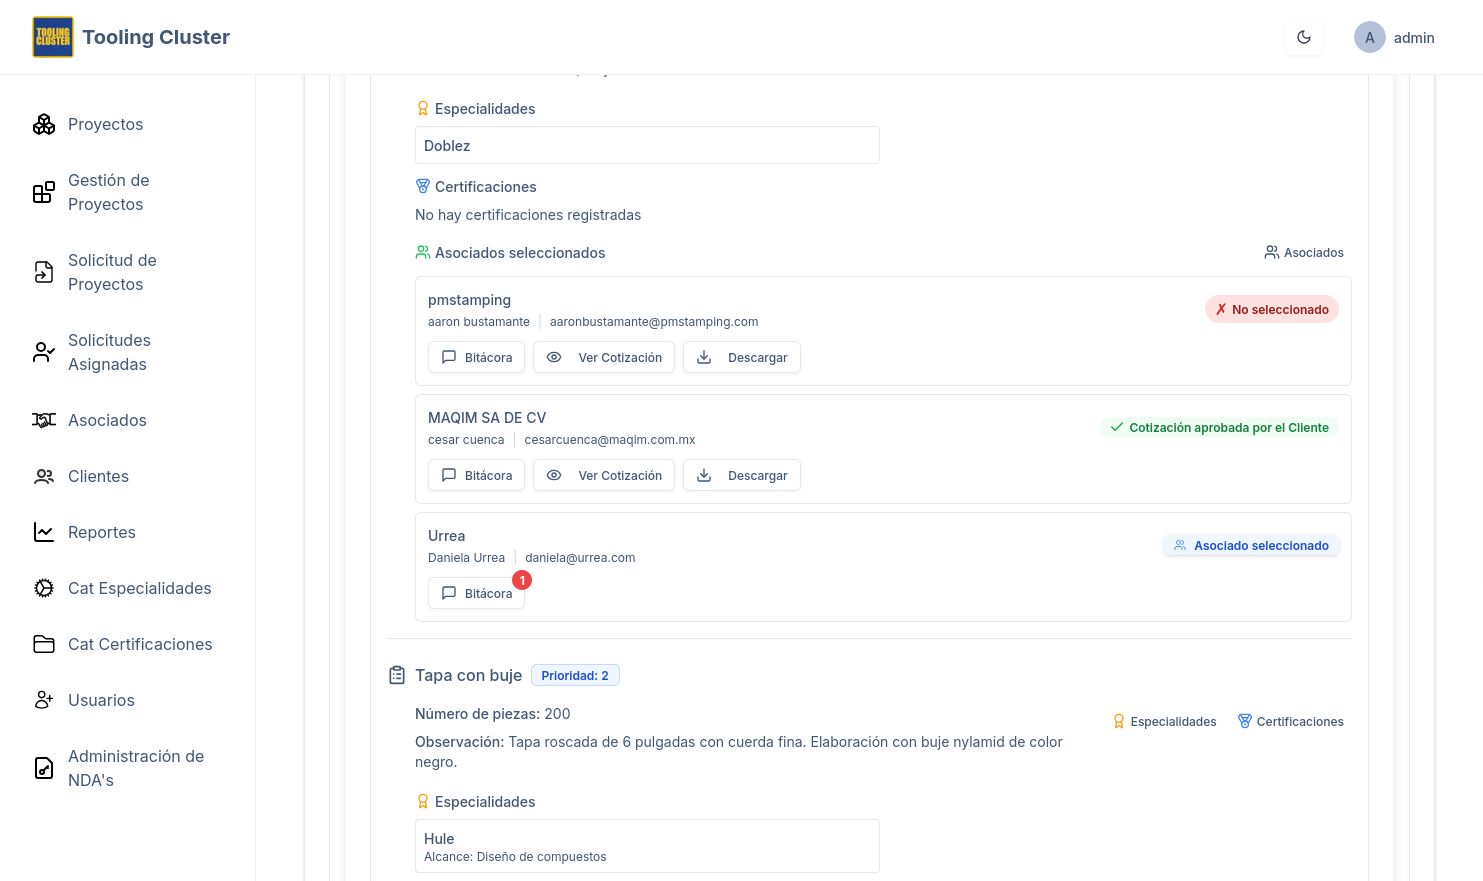 TOOLING
CLUSTER
Tooling Cluster
A
admin
Proyectos
Gestión de
Proyectos
Solicitud de
Proyectos
Solicitudes
Asignadas
Asociados
Clientes
Reportes
Cat Especialidades
Cat Certificaciones
Usuarios
Administración de
NDA's
Especialidades
Doblez
Certificaciones
No hay certificaciones registradas
Asociados seleccionados
Asociados
pmstamping
No seleccionado
aaron bustamante | aaronbustamante@pmstamping.com
Bitácora
Ver Cotización
Descargar
MAQIM SA DE CV
Cotización aprobada por el Cliente
cesar cuenca | cesarcuenca@maqim.com.mx
Bitácora
Ver Cotización
Descargar
Urrea
Asociado seleccionado
Daniela Urrea | daniela@urrea.com
Bitácora
1
Tapa con buje
Prioridad: 2
Número de piezas: 200
Especialidades
Certificaciones
Observación: Tapa roscada de 6 pulgadas con cuerda fina. Elaboración con buje nylamid de color
negro.
Especialidades
Hule
Alcance: Diseño de compuestos